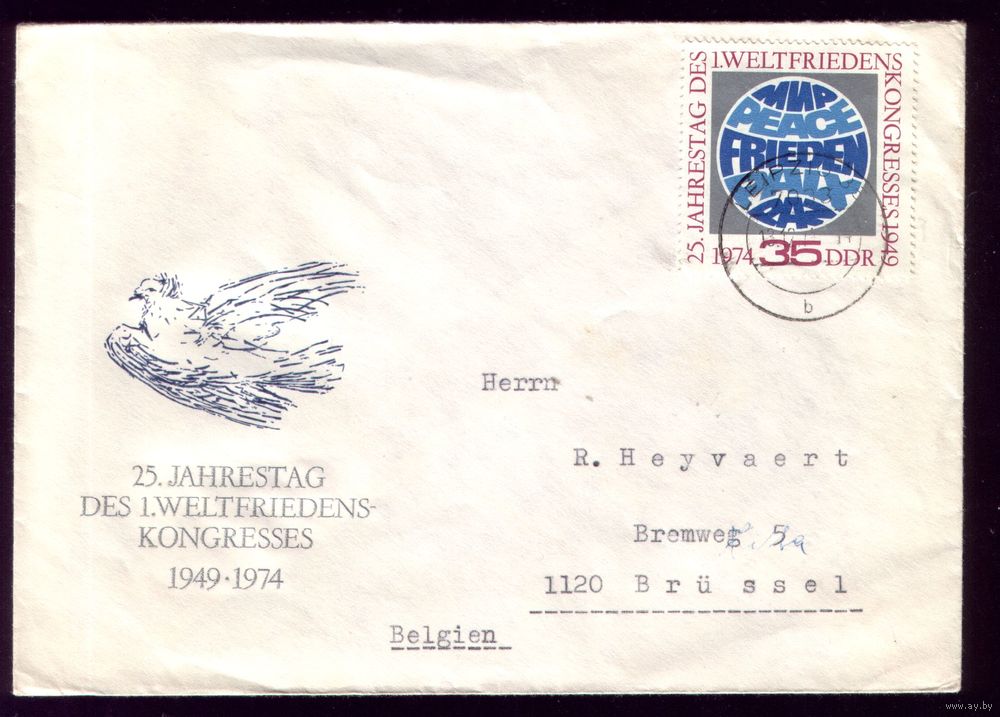 25. JAHRESTAG DES
1. WELTFRIEDENS
KONGRESSES 1949
МИР
PEACE
FRIEDEN
PAIX
PAZ
1974 35 DDR
LEIPZIG
b
25. JAHRESTAG
DES 1. WELTFRIEDENS-
KONGRESSES
1949 · 1974
Herrn
R. Heyvaert
Bremweg 5
1120 Brüssel
Belgien
www.ay.by